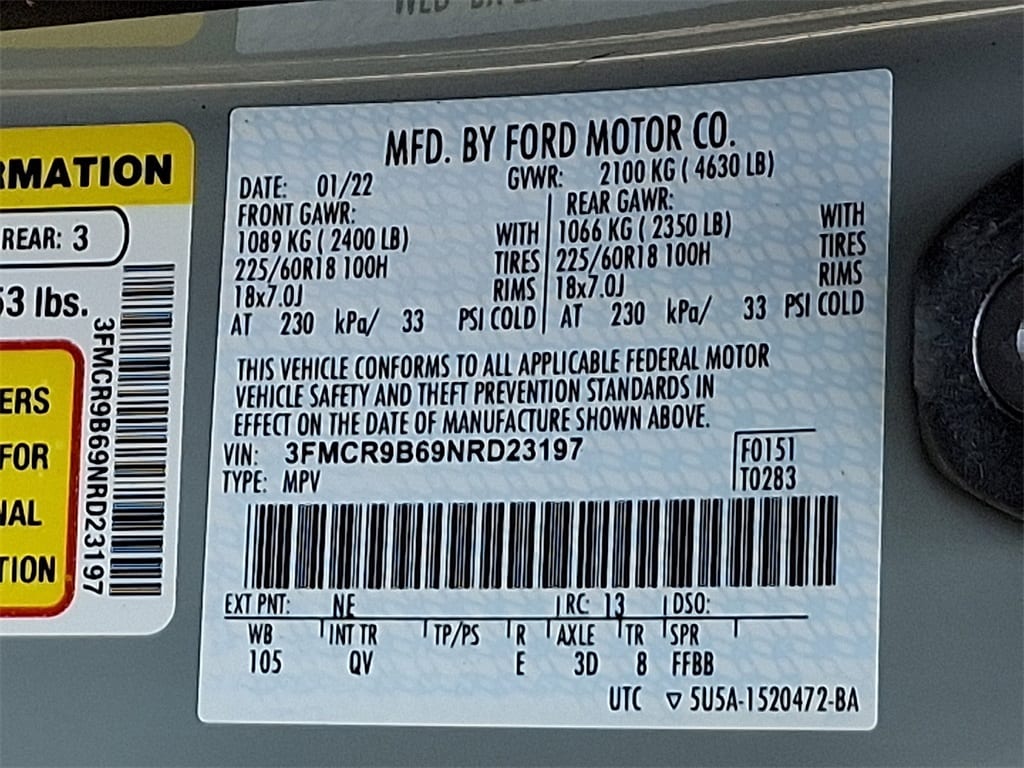 RMATION
REAR: 3
53 lbs.
3FMCR9B69NRD23197
ERS
FOR
NAL
TION
MFD. BY FORD MOTOR CO.
DATE: 01/22 GVWR: 2100 KG ( 4630 LB)
FRONT GAWR: REAR GAWR:
1089 KG ( 2400 LB) WITH 1066 KG ( 2350 LB) WITH
225/60R18 100H TIRES 225/60R18 100H TIRES
18x7.0J RIMS 18x7.0J RIMS
AT 230 kPa/ 33 PSI COLD AT 230 kPa/ 33 PSI COLD
THIS VEHICLE CONFORMS TO ALL APPLICABLE FEDERAL MOTOR
VEHICLE SAFETY AND THEFT PREVENTION STANDARDS IN
EFFECT ON THE DATE OF MANUFACTURE SHOWN ABOVE.
VIN: 3FMCR9B69NRD23197 F0151
TYPE: MPV T0283
EXT PNT: NE RC: 13 DSO:
WB INT TR TP/PS R AXLE TR SPR
105 QV E 3D 8 FFBB
UTC ▽ 5U5A-1520472-BA